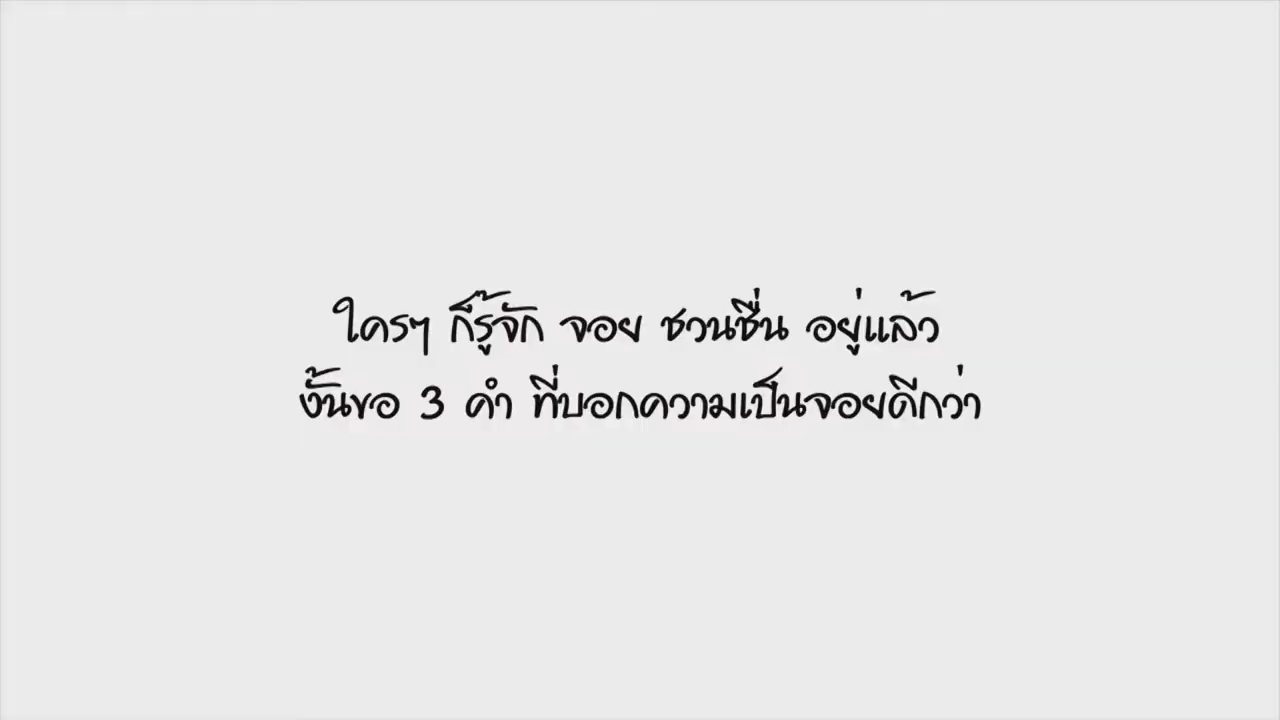 ใครๆ ก็รู้จัก จอย ชวนชื่น อยู่แล้ว
งั้นขอ 3 คำ ที่บอกความเป็นจอยดีกว่า